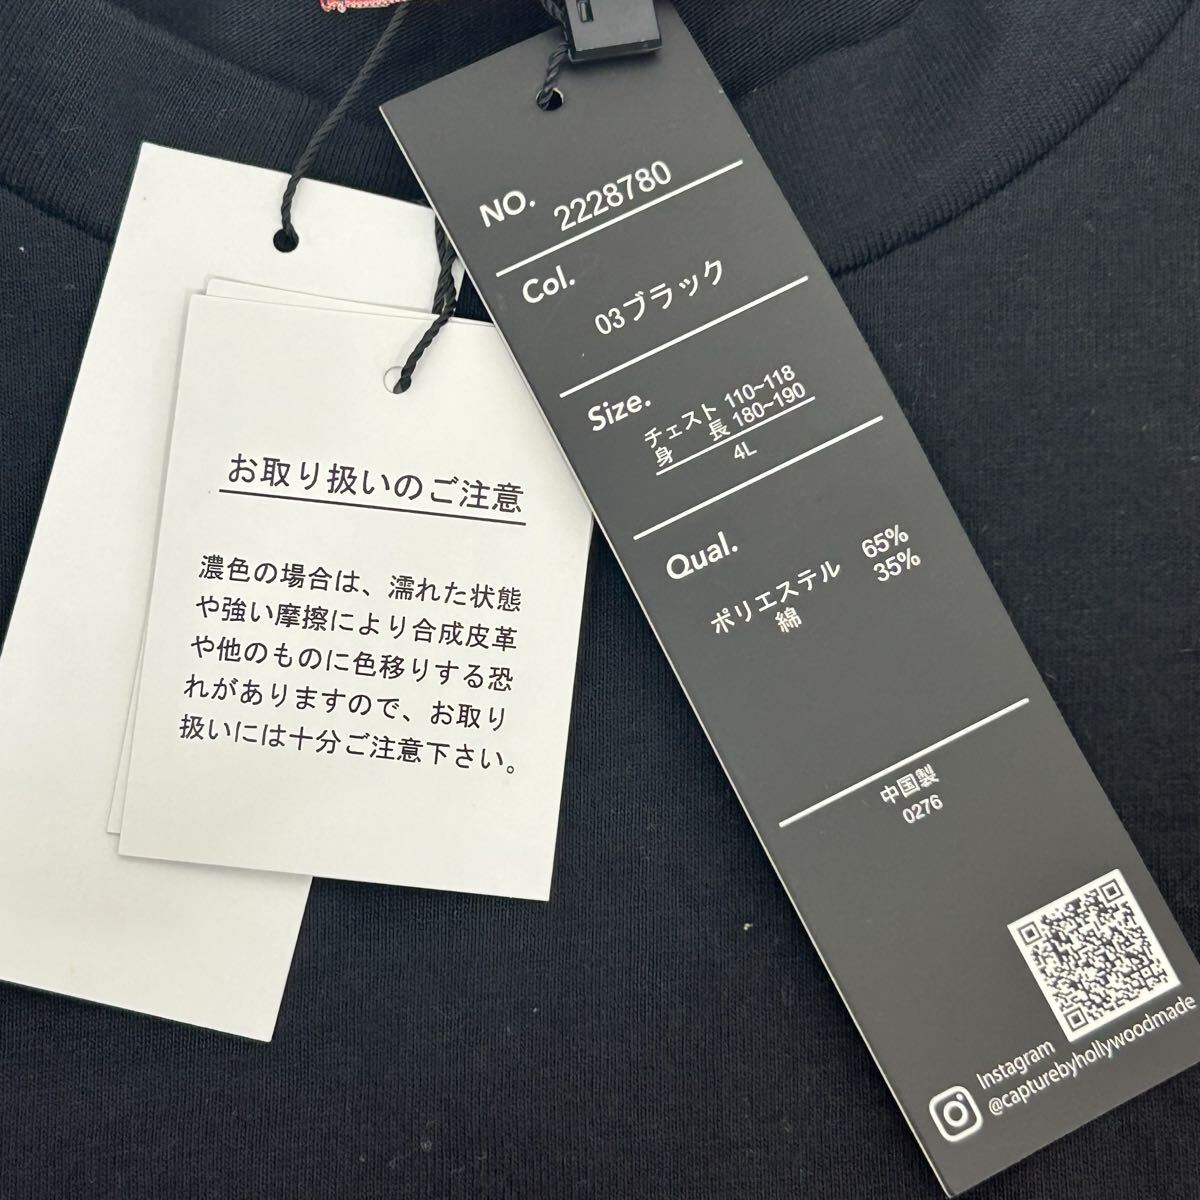 お取り扱いのご注意
濃色の場合は、濡れた状態
や強い摩擦により合成皮革
や他のものに色移りする恐
れがありますので、お取り
扱いには十分ご注意下さい。
NO. 2228780
Col. 03ブラック
Size. チェスト 110~118
身 長 180~190
4L
Qual. ポリエステル 65%
綿 35%
中国製
0276
Instagram
@capturebyhollywoodmade